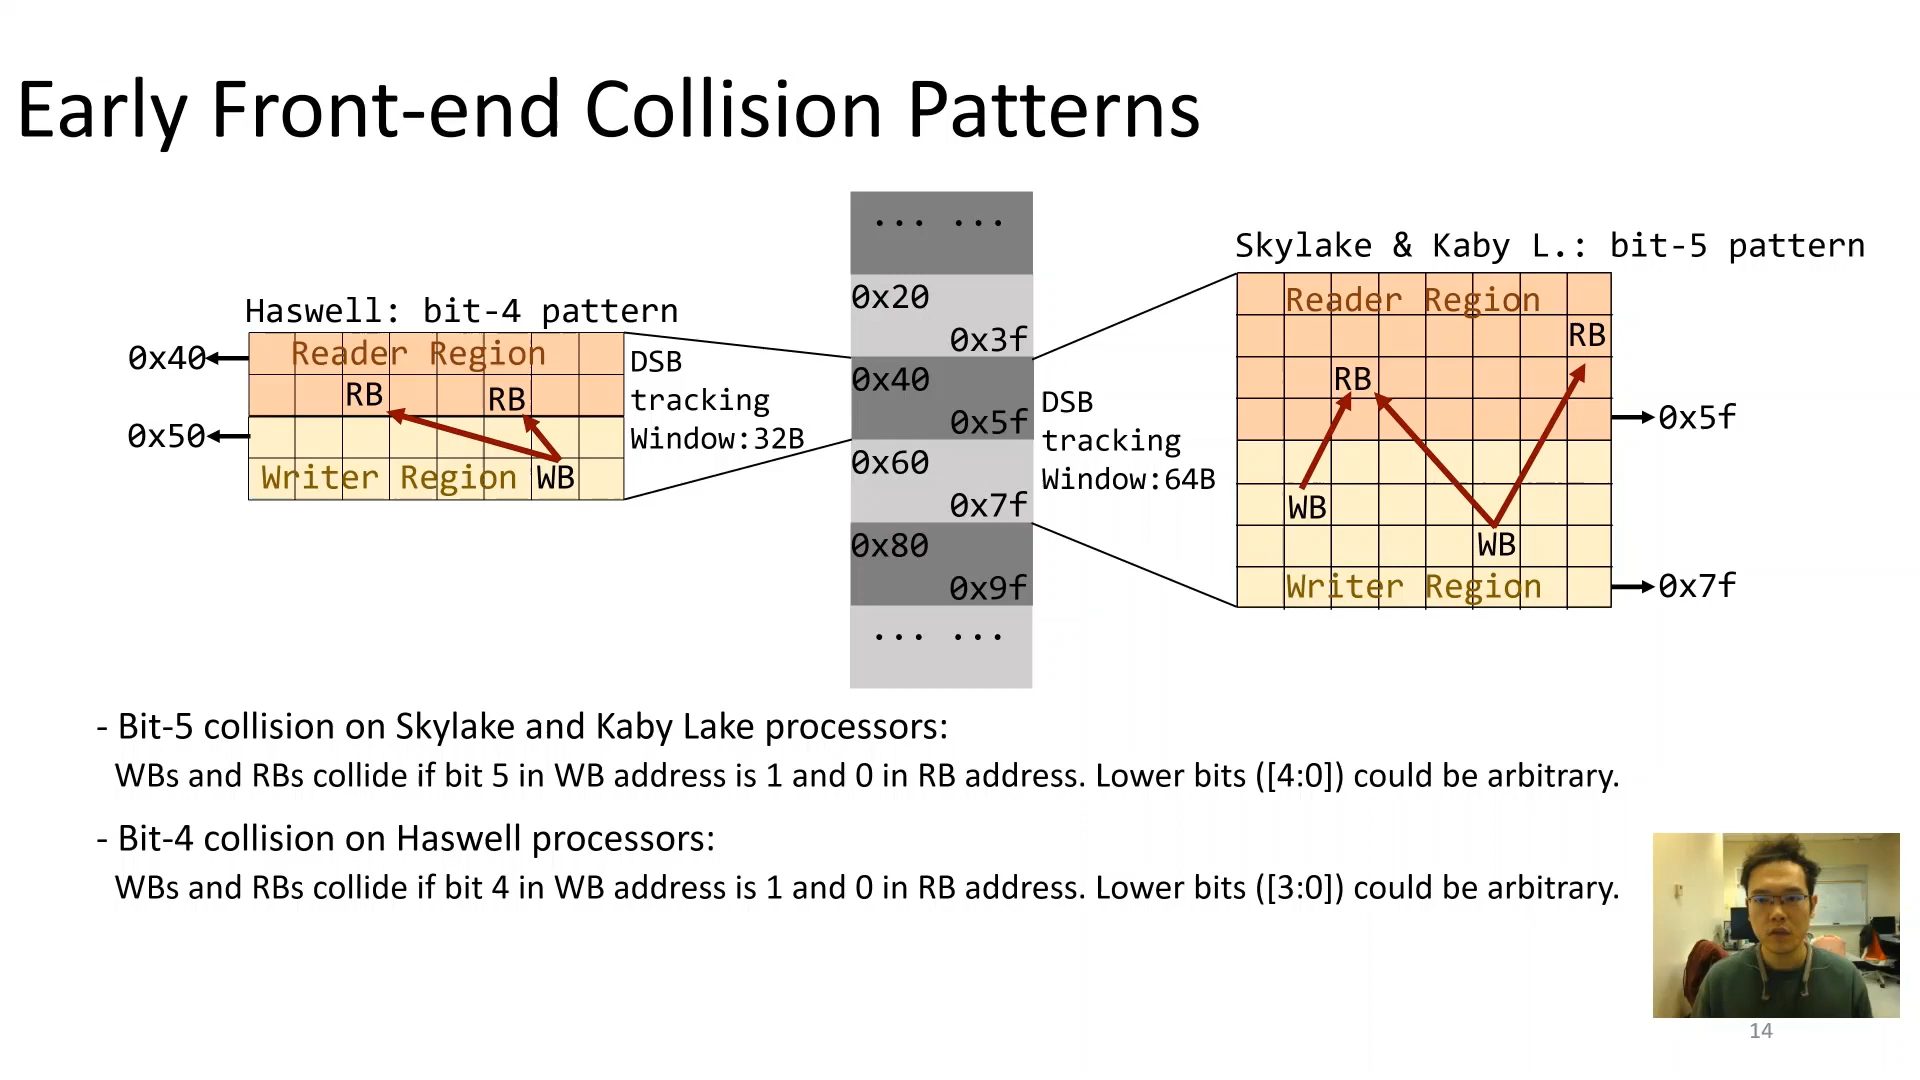 Early Front-end Collision Patterns
... ...
0x20
0x3f
0x40
0x5f
0x60
0x7f
0x80
0x9f
... ...
Haswell: bit-4 pattern
0x40
Reader Region
RB
RB
0x50
Writer Region
WB
DSB
tracking
Window:32B
DSB
tracking
Window:64B
Skylake & Kaby L.: bit-5 pattern
Reader Region
RB
RB
0x5f
WB
WB
Writer Region
0x7f
- Bit-5 collision on Skylake and Kaby Lake processors:
WBs and RBs collide if bit 5 in WB address is 1 and 0 in RB address. Lower bits ([4:0]) could be arbitrary.
- Bit-4 collision on Haswell processors:
WBs and RBs collide if bit 4 in WB address is 1 and 0 in RB address. Lower bits ([3:0]) could be arbitrary.
14